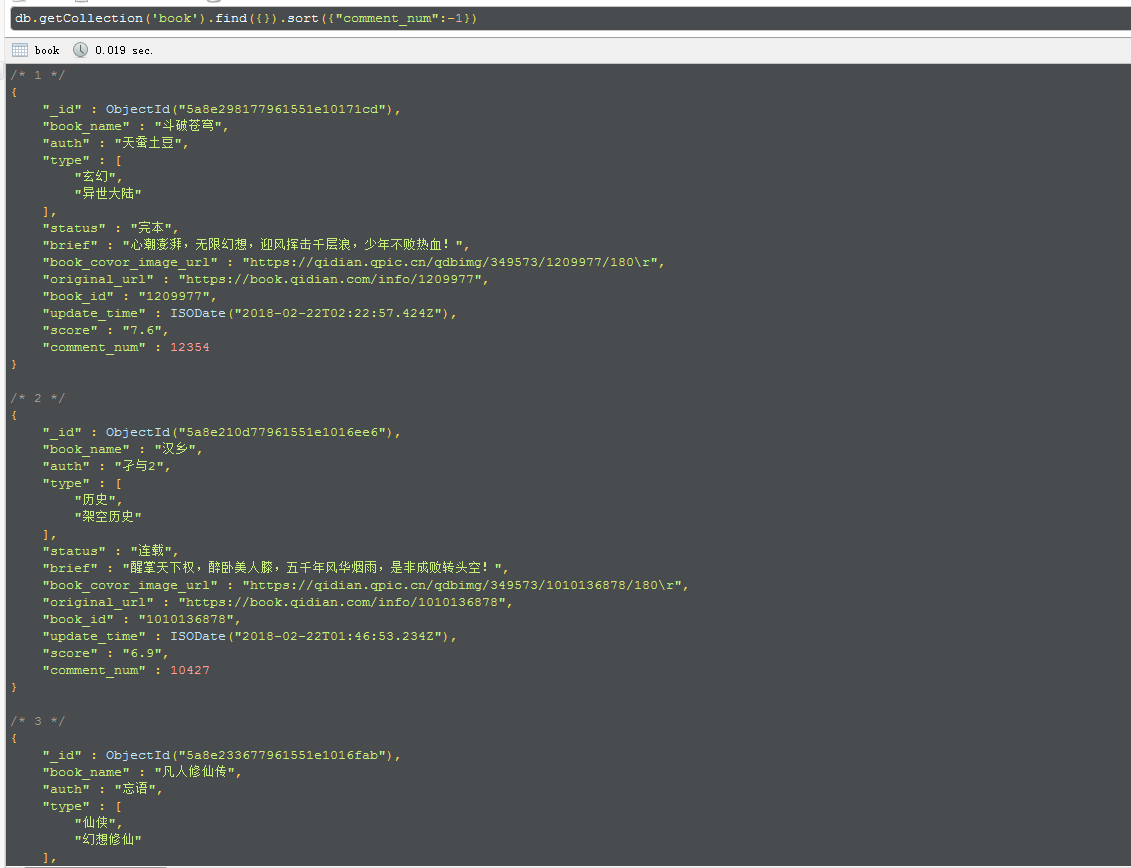 db.getCollection('book').find({}).sort({"comment_num":-1})
book 0.019 sec.
/* 1 */
{
    "_id" : ObjectId("5a8e298177961551e10171cd"),
    "book_name" : "斗破苍穹",
    "auth" : "天蚕土豆",
    "type" : [
        "玄幻",
        "异世大陆"
    ],
    "status" : "完本",
    "brief" : "心潮澎湃，无限幻想，迎风挥击千层浪，少年不败热血！",
    "book_covor_image_url" : "https://qidian.qpic.cn/qdbimg/349573/1209977/180\r",
    "original_url" : "https://book.qidian.com/info/1209977",
    "book_id" : "1209977",
    "update_time" : ISODate("2018-02-22T02:22:57.424Z"),
    "score" : "7.6",
    "comment_num" : 12354
}
/* 2 */
{
    "_id" : ObjectId("5a8e210d77961551e1016ee6"),
    "book_name" : "汉乡",
    "auth" : "孑与2",
    "type" : [
        "历史",
        "架空历史"
    ],
    "status" : "连载",
    "brief" : "醒掌天下权，醉卧美人膝，五千年风华烟雨，是非成败转头空！",
    "book_covor_image_url" : "https://qidian.qpic.cn/qdbimg/349573/1010136878/180\r",
    "original_url" : "https://book.qidian.com/info/1010136878",
    "book_id" : "1010136878",
    "update_time" : ISODate("2018-02-22T01:46:53.234Z"),
    "score" : "6.9",
    "comment_num" : 10427
}
/* 3 */
{
    "_id" : ObjectId("5a8e233677961551e1016fab"),
    "book_name" : "凡人修仙传",
    "auth" : "忘语",
    "type" : [
        "仙侠",
        "幻想修仙"
    ],